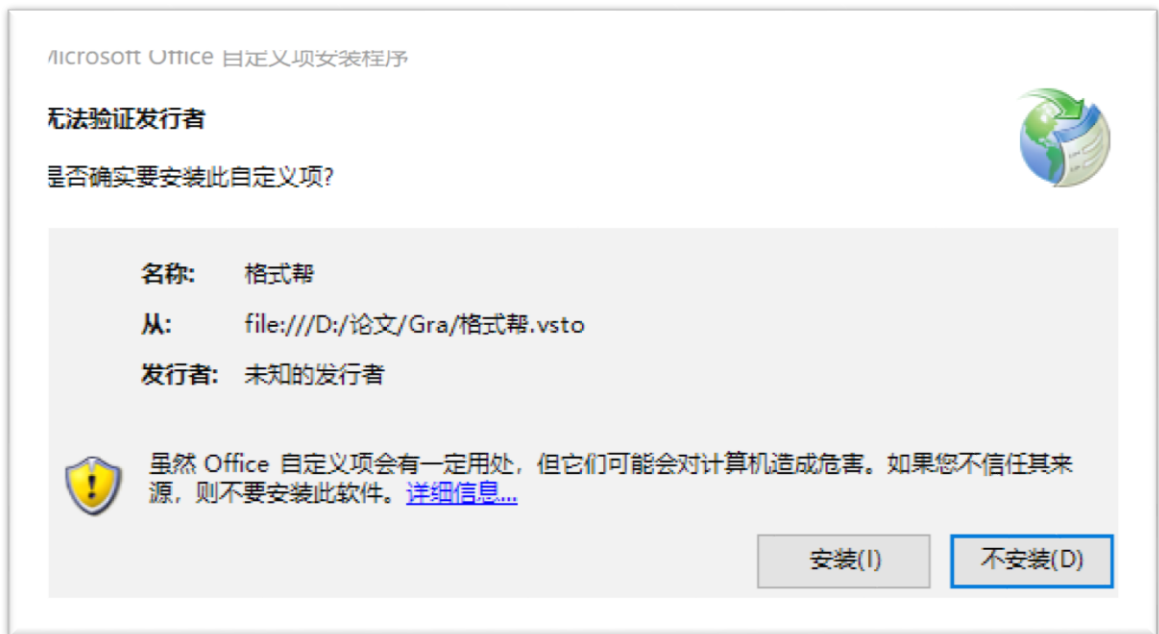 Microsoft Office 自定义项安装程序
无法验证发行者
是否确实要安装此自定义项?
名称: 格式帮
从: file:///D:/论文/Gra/格式帮.vsto
发行者: 未知的发行者
虽然 Office 自定义项会有一定用处，但它们可能会对计算机造成危害。如果您不信任其来
源，则不要安装此软件。详细信息...
安装(I) 不安装(D)